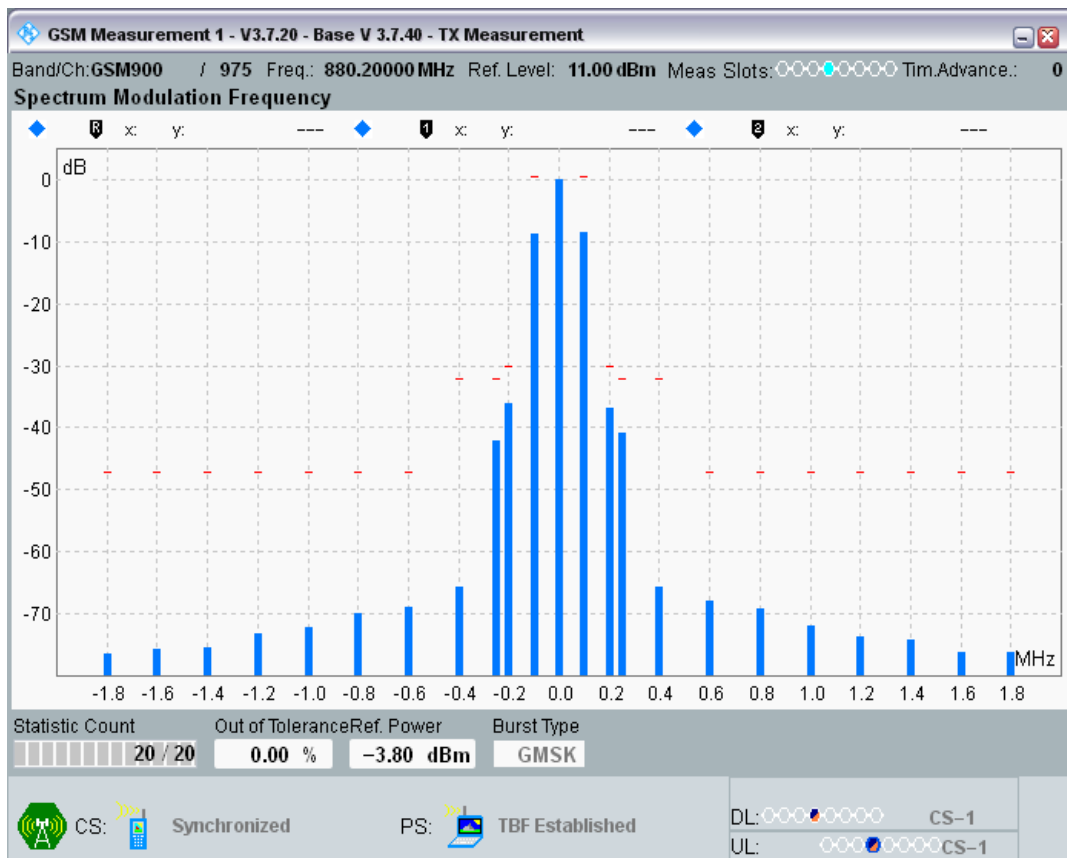 GSM Measurement 1 - V3.7.20 - Base V 3.7.40 - TX Measurement
Band/Ch:GSM900 / 975 Freq.: 880.20000 MHz Ref. Level: 11.00 dBm Meas Slots: Tim.Advance.: 0
Spectrum Modulation Frequency
R x: y: --- 1 x: y: --- 2 x: y: ---
dB
0
-10
-20
-30
-40
-50
-60
-70
MHz
-1.8 -1.6 -1.4 -1.2 -1.0 -0.8 -0.6 -0.4 -0.2 0.0 0.2 0.4 0.6 0.8 1.0 1.2 1.4 1.6 1.8
Statistic Count Out of Tolerance Ref. Power Burst Type
20 / 20 0.00 % −3.80 dBm GMSK
CS: Synchronized PS: TBF Established DL: CS−1
UL: CS−1